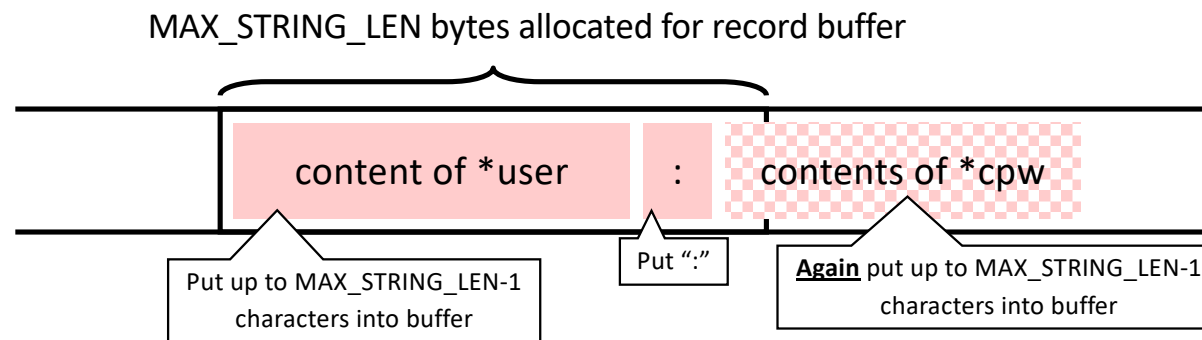 MAX_STRING_LEN bytes allocated for record buffer
content of *user
:
contents of *cpw
Put up to MAX_STRING_LEN-1
characters into buffer
Put “:”
Again put up to MAX_STRING_LEN-1
characters into buffer